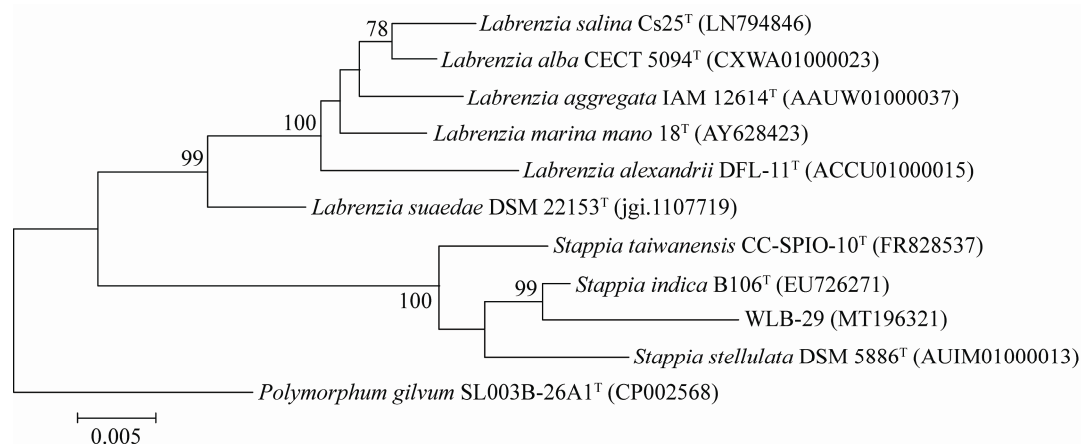 78
Labrenzia salina Cs25ᵀ (LN794846)
Labrenzia alba CECT 5094ᵀ (CXWA01000023)
Labrenzia aggregata IAM 12614ᵀ (AAUW01000037)
100
Labrenzia marina mano 18ᵀ (AY628423)
99
Labrenzia alexandrii DFL-11ᵀ (ACCU01000015)
Labrenzia suaedae DSM 22153ᵀ (jgi.1107719)
Stappia taiwanensis CC-SPIO-10ᵀ (FR828537)
99
Stappia indica B106ᵀ (EU726271)
100
WLB-29 (MT196321)
Stappia stellulata DSM 5886ᵀ (AUIM01000013)
Polymorphum gilvum SL003B-26A1ᵀ (CP002568)
0.005